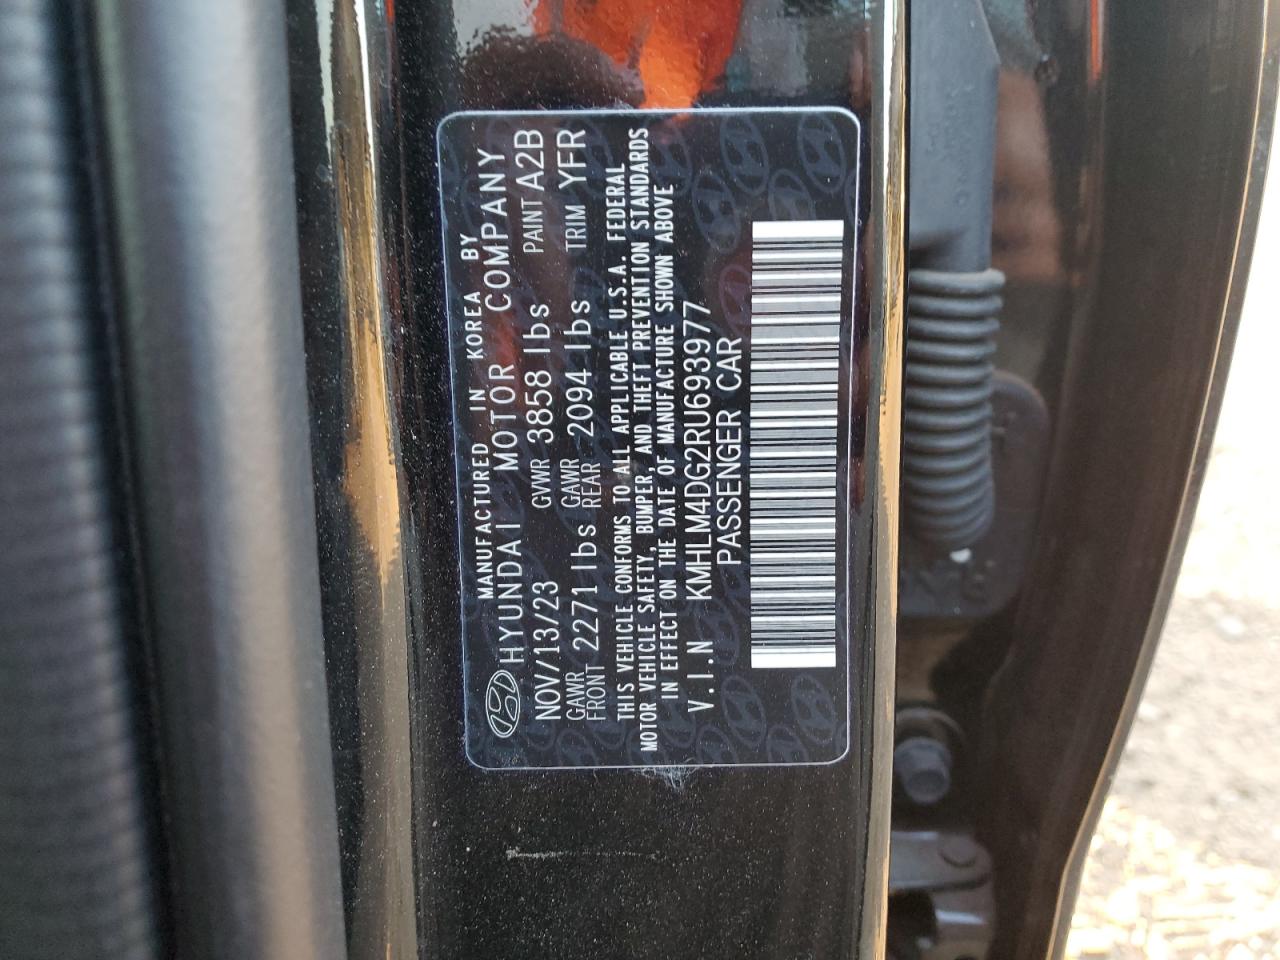 MANUFACTURED IN KOREA BY
HYUNDAI MOTOR COMPANY
NOV/13/23 GVWR 3858 lbs PAINT A2B
GAWR FRONT 2271 lbs GAWR REAR 2094 lbs TRIM YFR
THIS VEHICLE CONFORMS TO ALL APPLICABLE U.S.A. FEDERAL
MOTOR VEHICLE SAFETY, BUMPER, AND THEFT PREVENTION STANDARDS
IN EFFECT ON THE DATE OF MANUFACTURE SHOWN ABOVE
V.I.N KMHLM4DG2RU693977
PASSENGER CAR